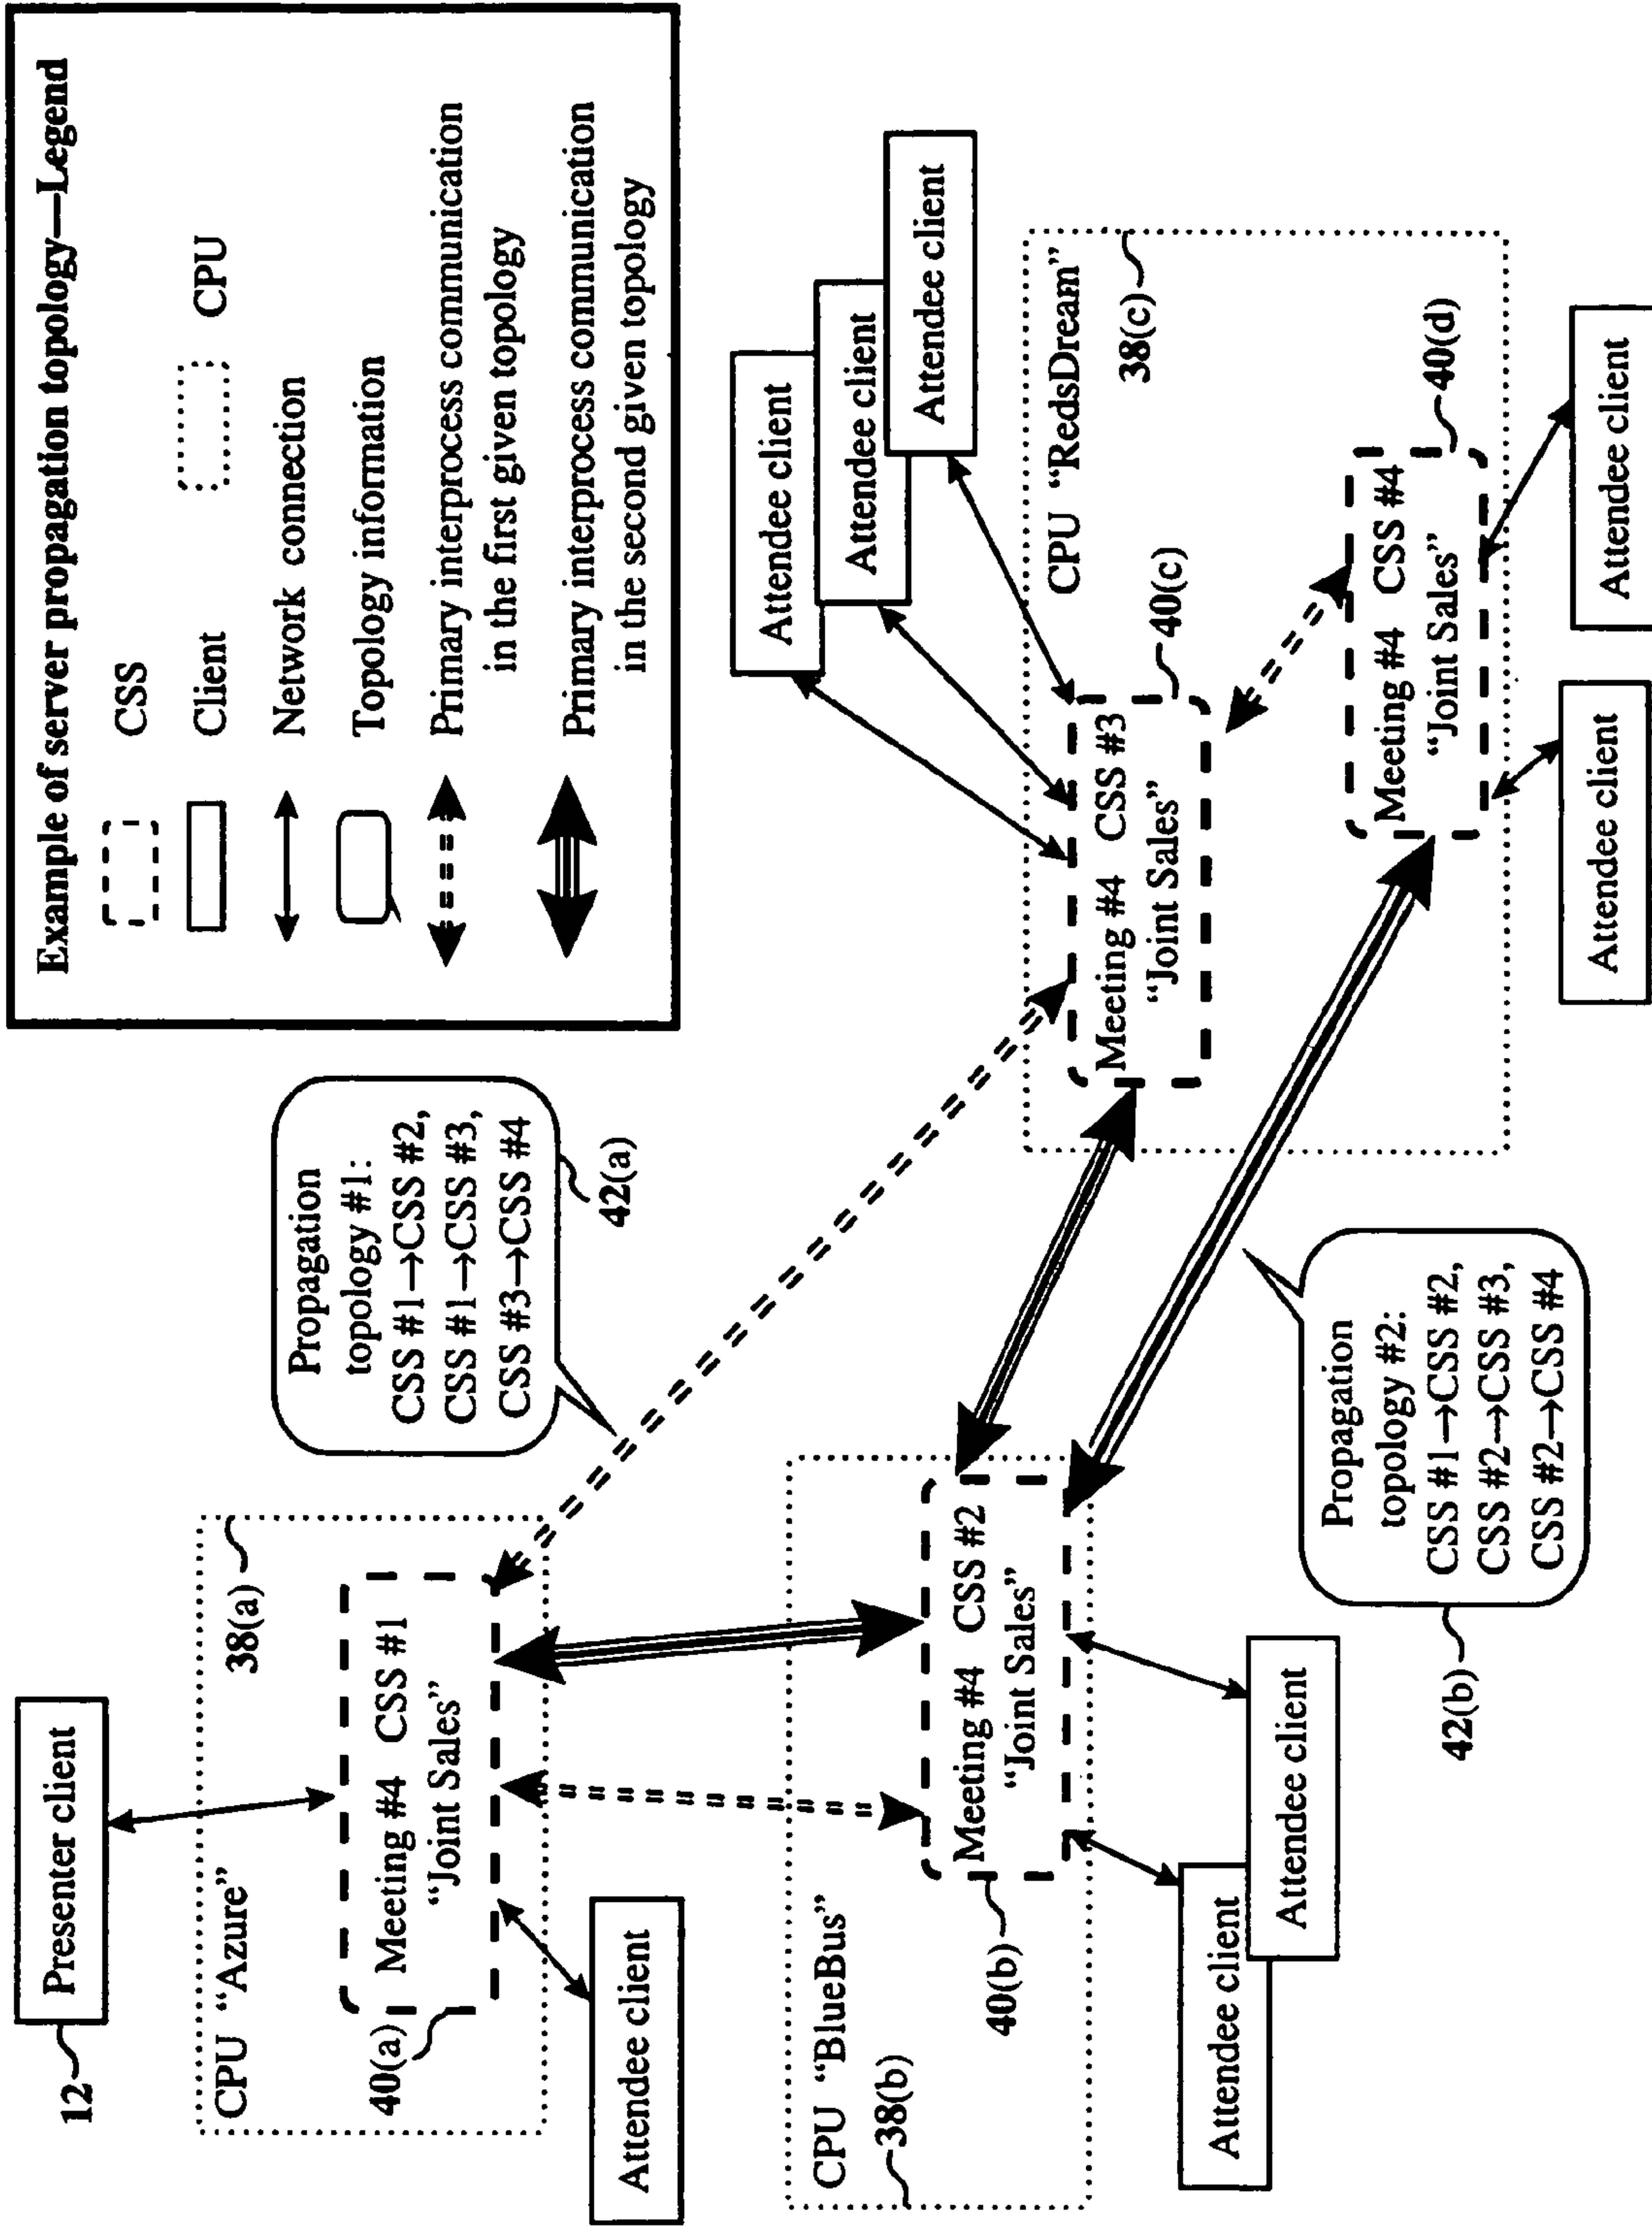 Example of server propagation topology—Legend
CSS
Client
CPU
Network connection
Topology information
Primary interprocess communication
in the first given topology
Primary interprocess communication
in the second given topology
12
Presenter client
CPU “Azure”
38(a)
Meeting #4 CSS #1
“Joint Sales”
40(a)
Attendee client
Propagation
topology #1:
CSS #1→CSS #2,
CSS #1→CSS #3,
CSS #3→CSS #4
42(a)
CPU “BlueBus”
38(b)
Meeting #4 CSS #2
“Joint Sales”
40(b)
Attendee client
Attendee client
Propagation
topology #2:
CSS #1→CSS #2,
CSS #2→CSS #3,
CSS #2→CSS #4
42(b)
Attendee client
Attendee client
Attendee client
CPU “RedsDream”
38(c)
Meeting #4 CSS #3
“Joint Sales”
40(c)
Meeting #4 CSS #4
“Joint Sales”
40(d)
Attendee client
Attendee client